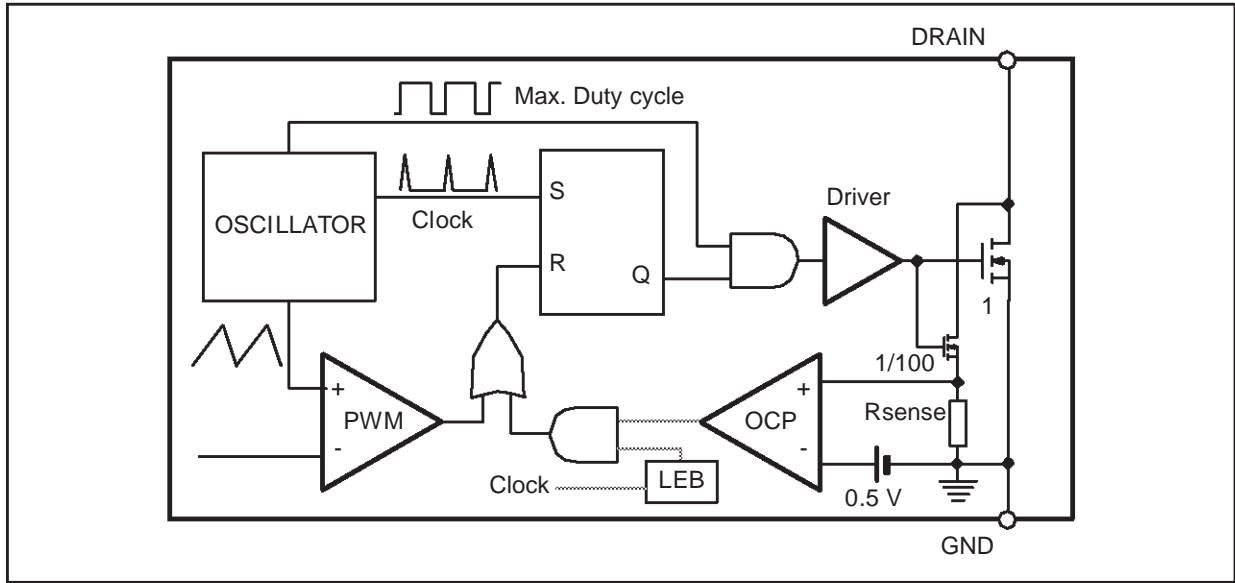 DRAIN
Max. Duty cycle
OSCILLATOR
Clock
S
R
Q
Driver
1
1/100
+
PWM
-
+
OCP
-
Rsense
Clock
LEB
0.5 V
GND